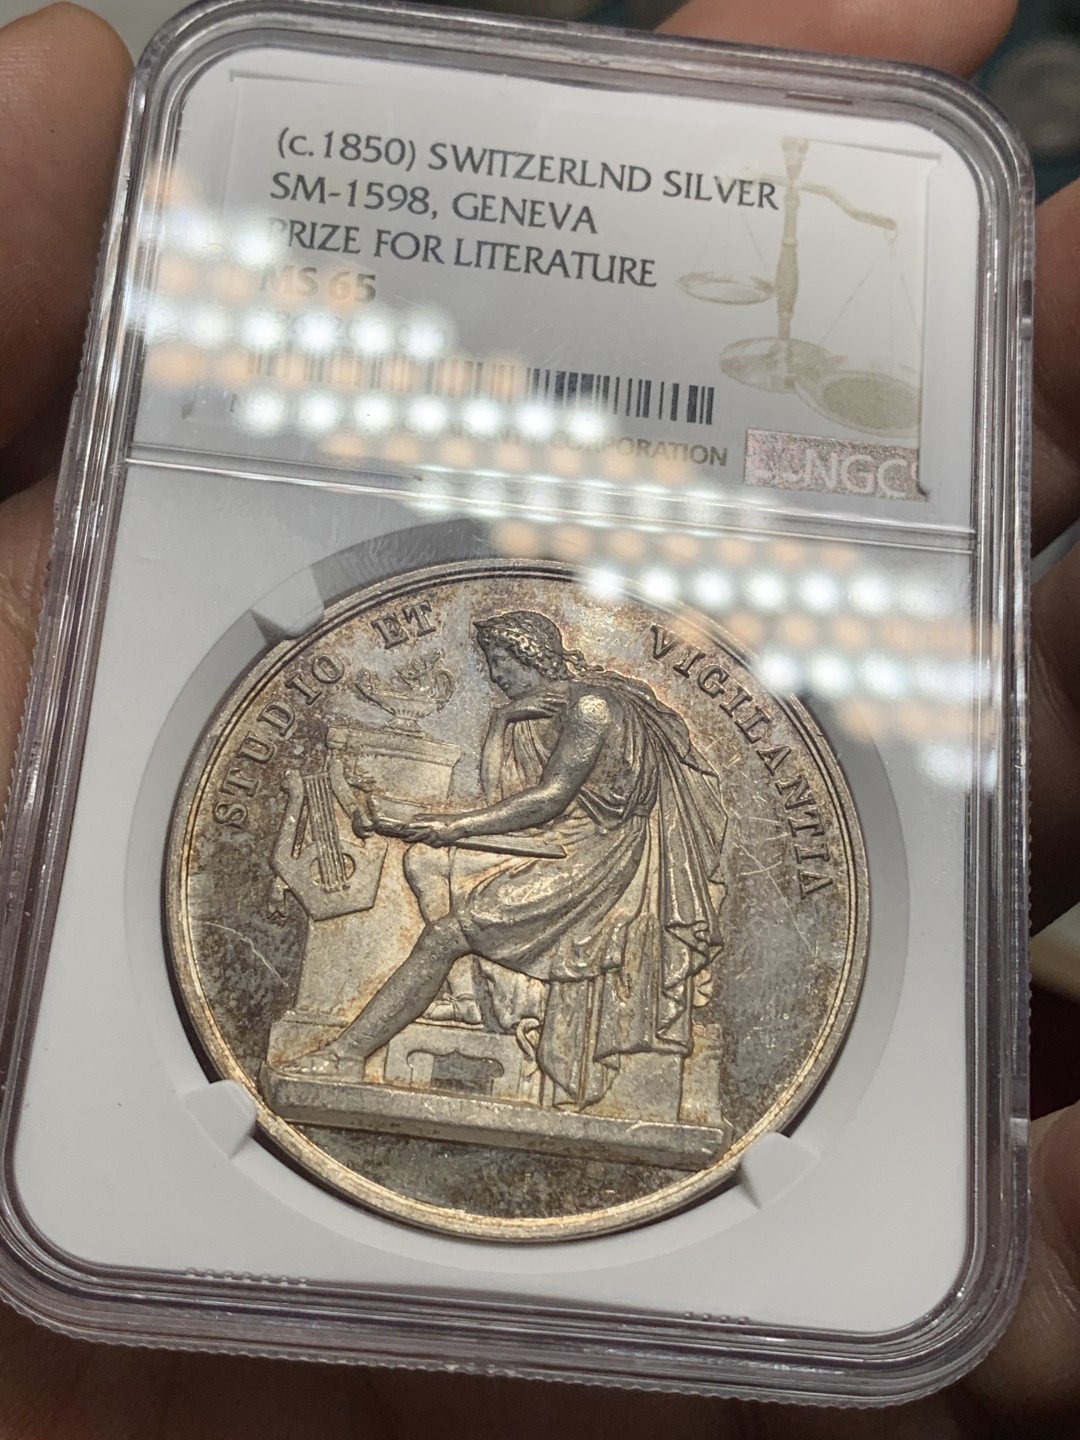 (c.1850) SWITZERLND SILVER
SM-1598, GENEVA
PRIZE FOR LITERATURE
MS 65
CORPORATION
NGC
STUDIO ET VIGILANTIA